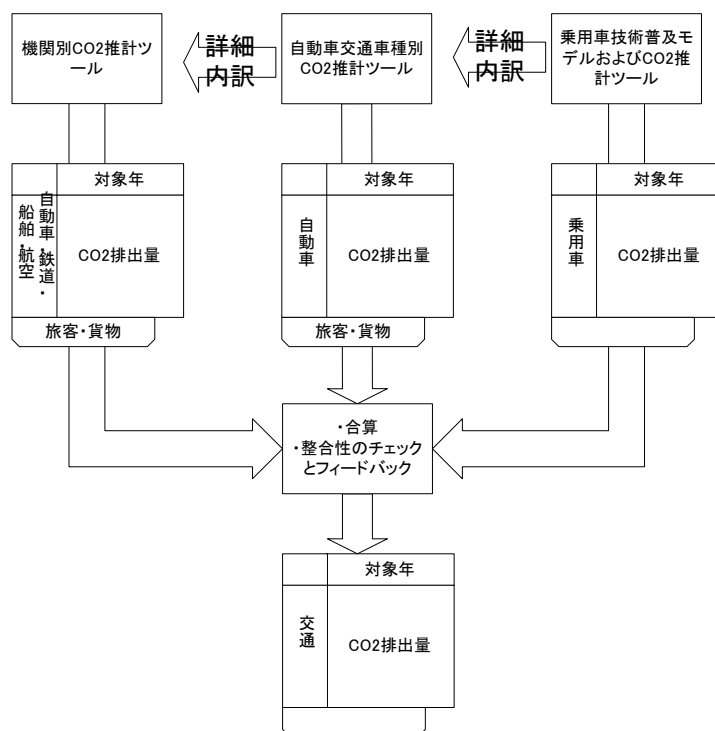 機関別CO2推計ツ
ール
詳細
内訳
自動車交通車種別
CO2推計ツール
詳細
内訳
乗用車技術普及モ
デルおよびCO2推
計ツール
対象年
自動車・鉄道・
船舶・航空
CO2排出量
旅客・貨物
対象年
自動車
CO2排出量
旅客・貨物
対象年
乗用車
CO2排出量
・合算
・整合性のチェック
とフィードバック
対象年
交通
CO2排出量